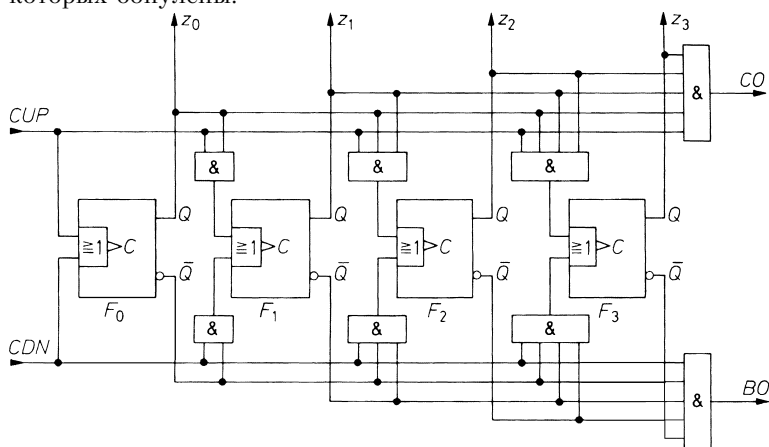 которых обнулены.
z0 z1 z2 z3
& CO
CUP
& & &
Q Q Q Q
≧1 C ≧1 C ≧1 C ≧1 C
Q̄ Q̄ Q̄ Q̄
F0 F1 F2 F3
& & &
CDN
& BO